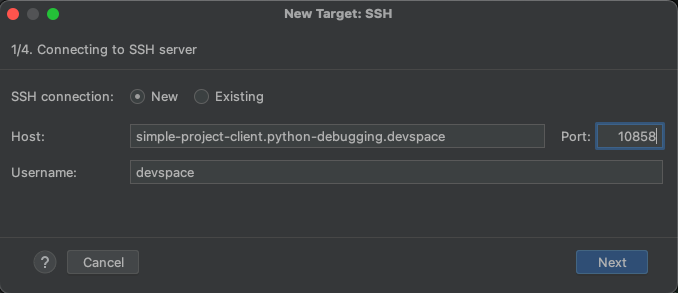 New Target: SSH
1/4. Connecting to SSH server
SSH connection: New Existing
Host: simple-project-client.python-debugging.devspace Port: 10858
Username: devspace
? Cancel Next